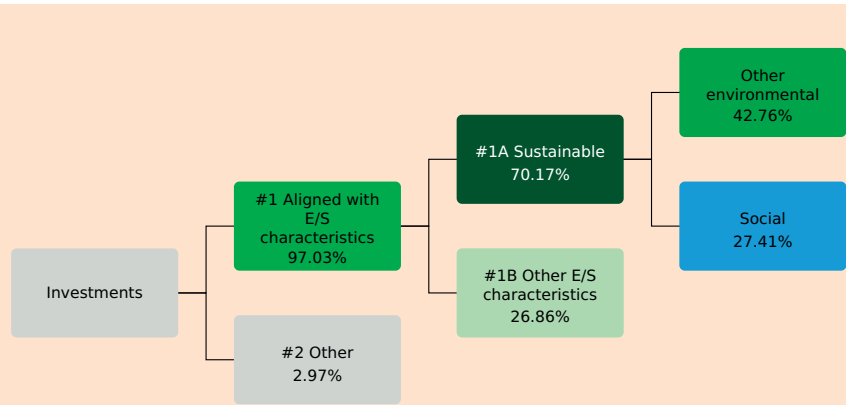 Investments
#1 Aligned with
E/S
characteristics
97.03%
#2 Other
2.97%
#1A Sustainable
70.17%
#1B Other E/S
characteristics
26.86%
Other
environmental
42.76%
Social
27.41%